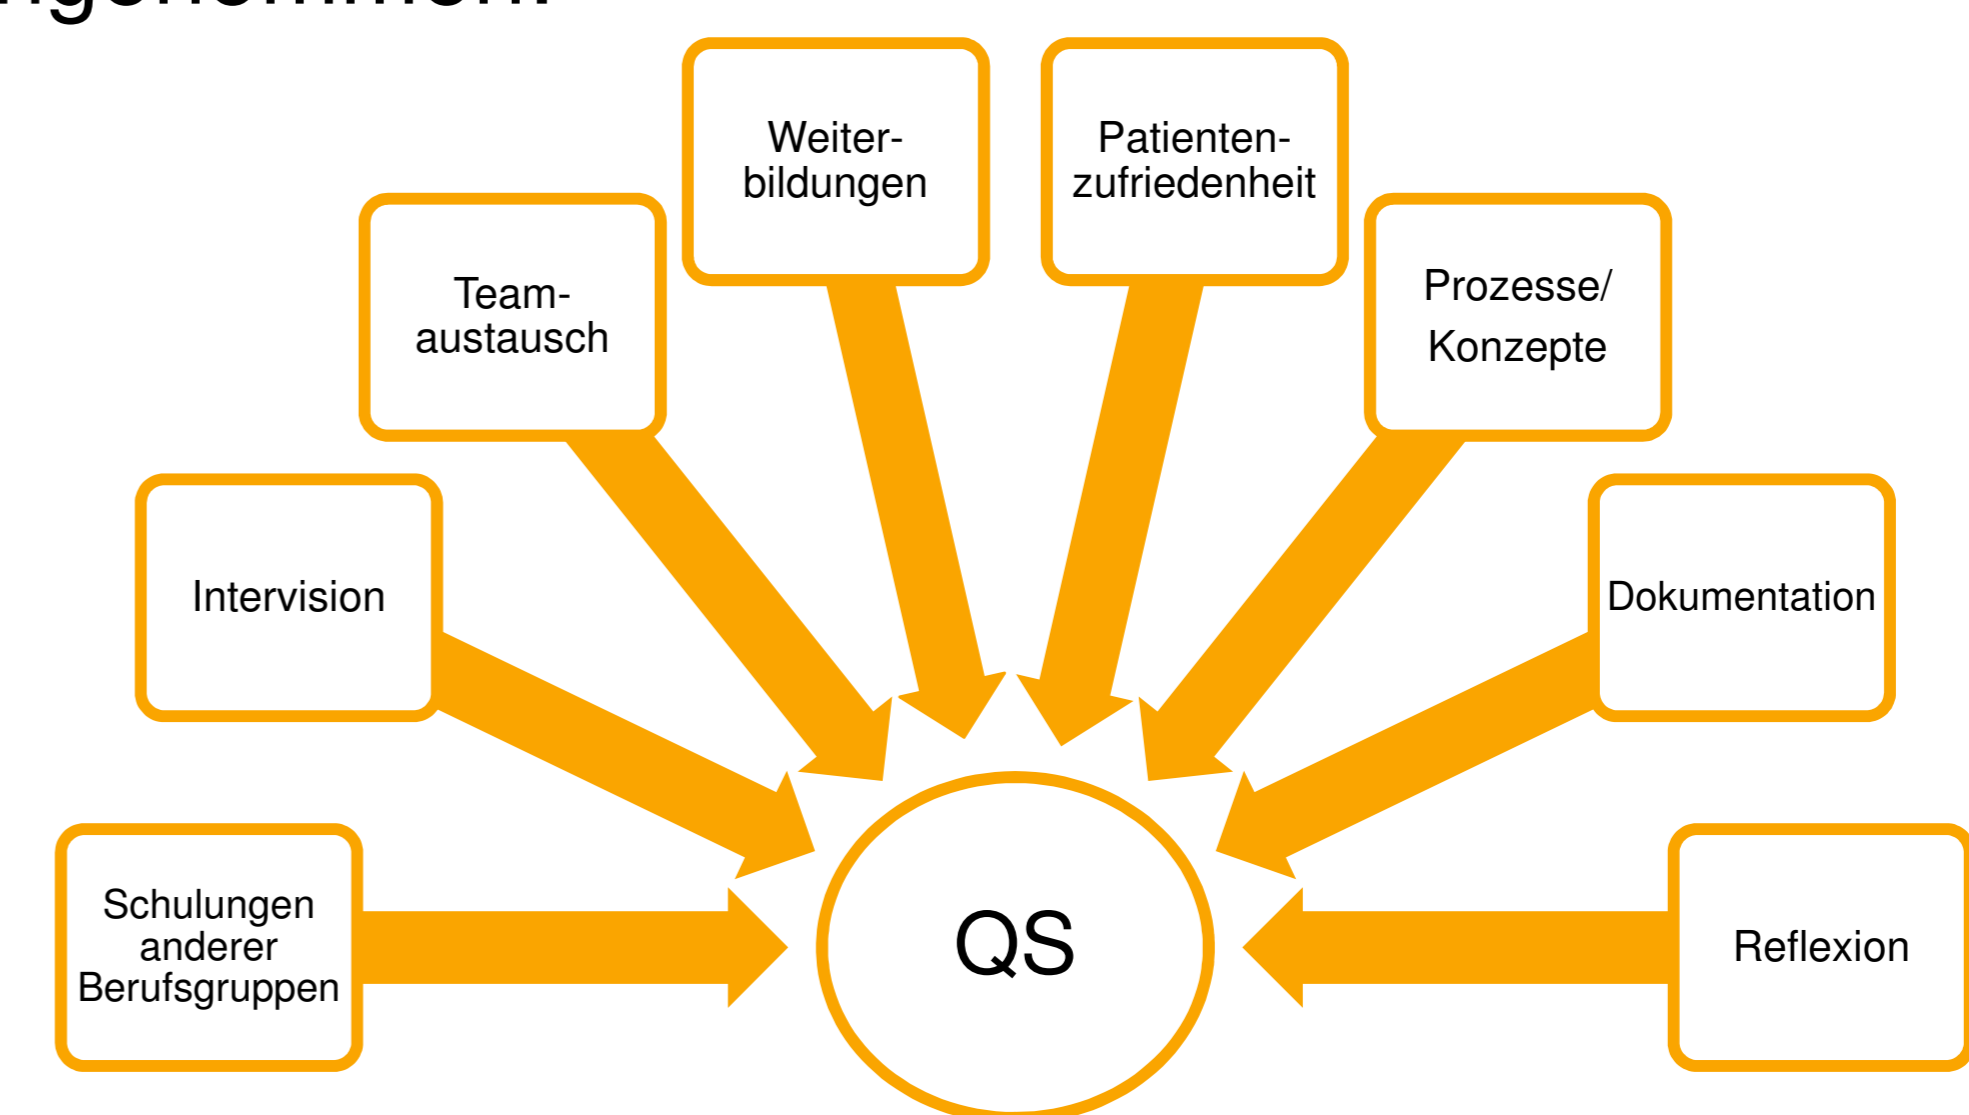 Weiter-
bildungen
Patienten-
zufriedenheit
Team-
austausch
Prozesse/
Konzepte
Intervision
Dokumentation
Schulungen
anderer
Berufsgruppen
QS
Reflexion